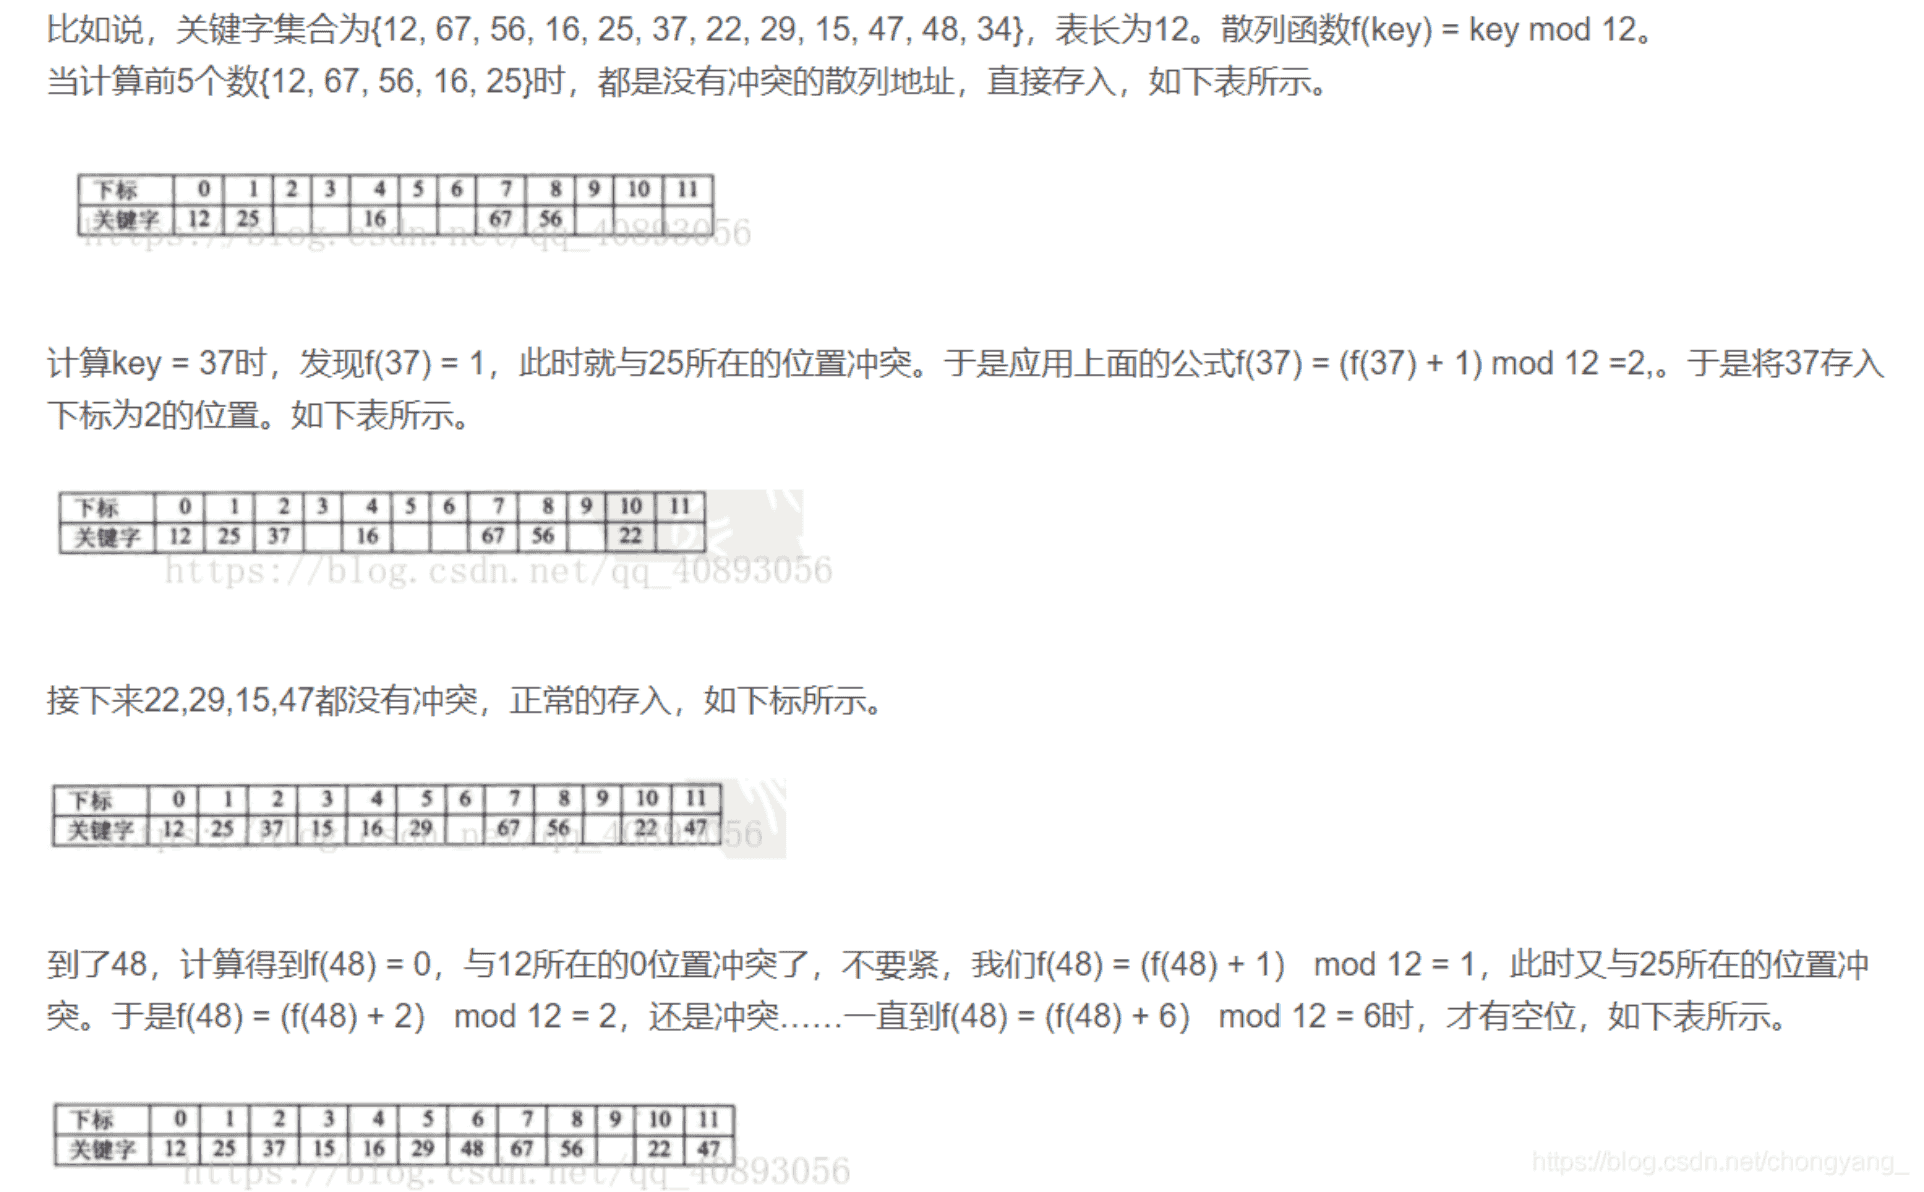 比如说，关键字集合为{12, 67, 56, 16, 25, 37, 22, 29, 15, 47, 48, 34}，表长为12。散列函数f(key) = key mod 12。
当计算前5个数{12, 67, 56, 16, 25}时，都是没有冲突的散列地址，直接存入，如下表所示。
下标 0 1 2 3 4 5 6 7 8 9 10 11
关键字 12 25 16 67 56
https://blog.csdn.net/qq_40893056
计算key = 37时，发现f(37) = 1，此时就与25所在的位置冲突。于是应用上面的公式f(37) = (f(37) + 1) mod 12 =2,。于是将37存入
下标为2的位置。如下表所示。
下标 0 1 2 3 4 5 6 7 8 9 10 11
关键字 12 25 37 16 67 56 22
https://blog.csdn.net/qq_40893056
接下来22,29,15,47都没有冲突，正常的存入，如下标所示。
下标 0 1 2 3 4 5 6 7 8 9 10 11
关键字 12 25 37 15 16 29 67 56 22 47
https://blog.csdn.net/qq_40893056
到了48，计算得到f(48) = 0，与12所在的0位置冲突了，不要紧，我们f(48) = (f(48) + 1） mod 12 = 1，此时又与25所在的位置冲
突。于是f(48) = (f(48) + 2） mod 12 = 2，还是冲突……一直到f(48) = (f(48) + 6） mod 12 = 6时，才有空位，如下表所示。
下标 0 1 2 3 4 5 6 7 8 9 10 11
关键字 12 25 37 15 16 29 48 67 56 22 47
https://blog.csdn.net/qq_40893056
https://blog.csdn.net/chongyang_